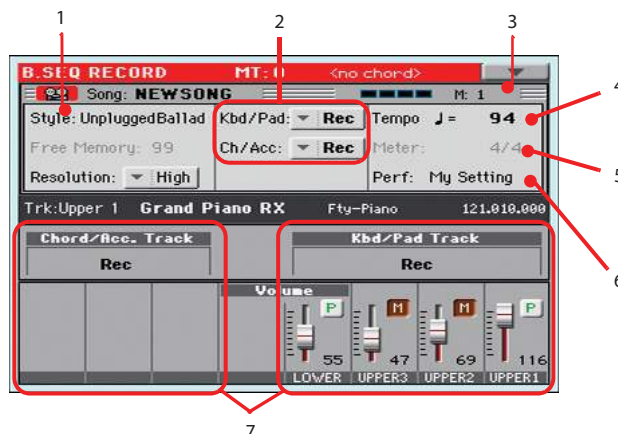 1 2 3
B.SEQ RECORD MT: 0 <no chord>
Song: NEWSONG M: 1
4
Style: UnpluggedBallad Kbd/Pad: Rec Tempo ♩ = 94
Free Memory: 99 Ch/Acc: Rec Meter: 4/4
5
Resolution: High Perf: My Setting
Trk:Upper 1 Grand Piano RX Fty-Piano 121.010.000
Chord/Acc. Track Kbd/Pad Track
6
Rec Rec
Volume P M M P
55 47 69 116
LOWER UPPER3 UPPER2 UPPER1
7